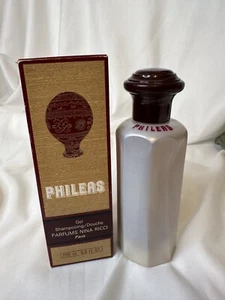 PHILEAS
Gel
Shampooing/Douche
PARFUMS NINA RICCI
Paris
PHILEAS